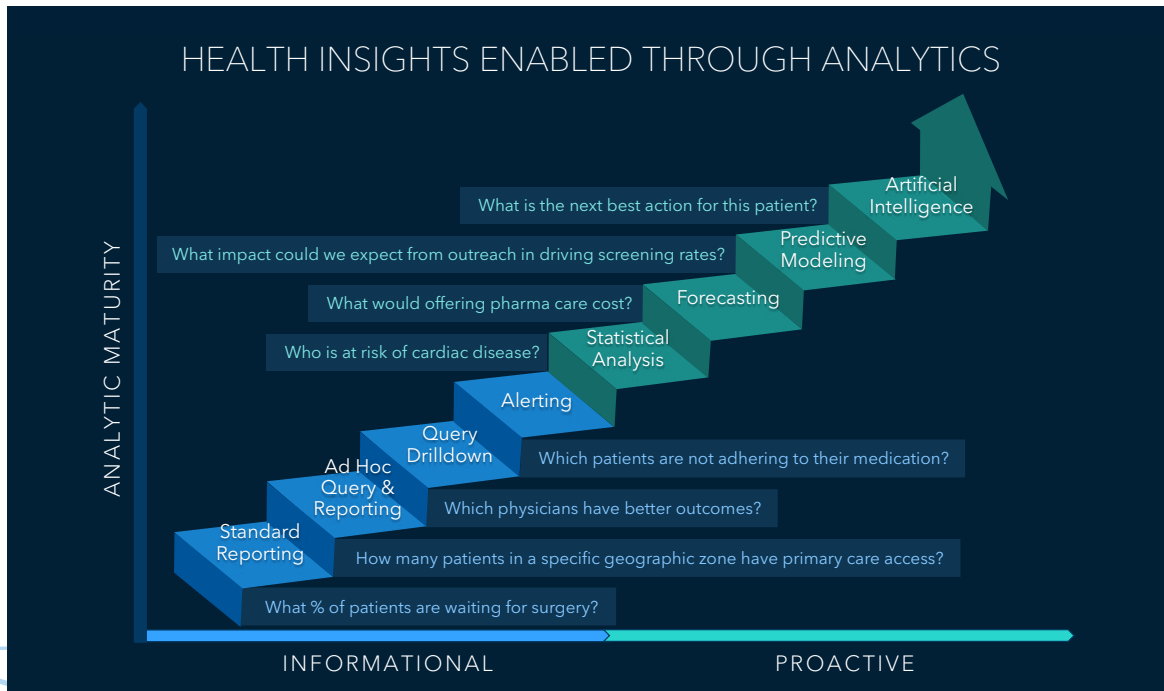 HEALTH INSIGHTS ENABLED THROUGH ANALYTICS
ANALYTIC MATURITY
Artificial
Intelligence
What is the next best action for this patient?
Predictive
Modeling
What impact could we expect from outreach in driving screening rates?
Forecasting
What would offering pharma care cost?
Statistical
Analysis
Who is at risk of cardiac disease?
Alerting
Which patients are not adhering to their medication?
Query
Drilldown
Which physicians have better outcomes?
Ad Hoc
Query &
Reporting
How many patients in a specific geographic zone have primary care access?
Standard
Reporting
What % of patients are waiting for surgery?
INFORMATIONAL
PROACTIVE